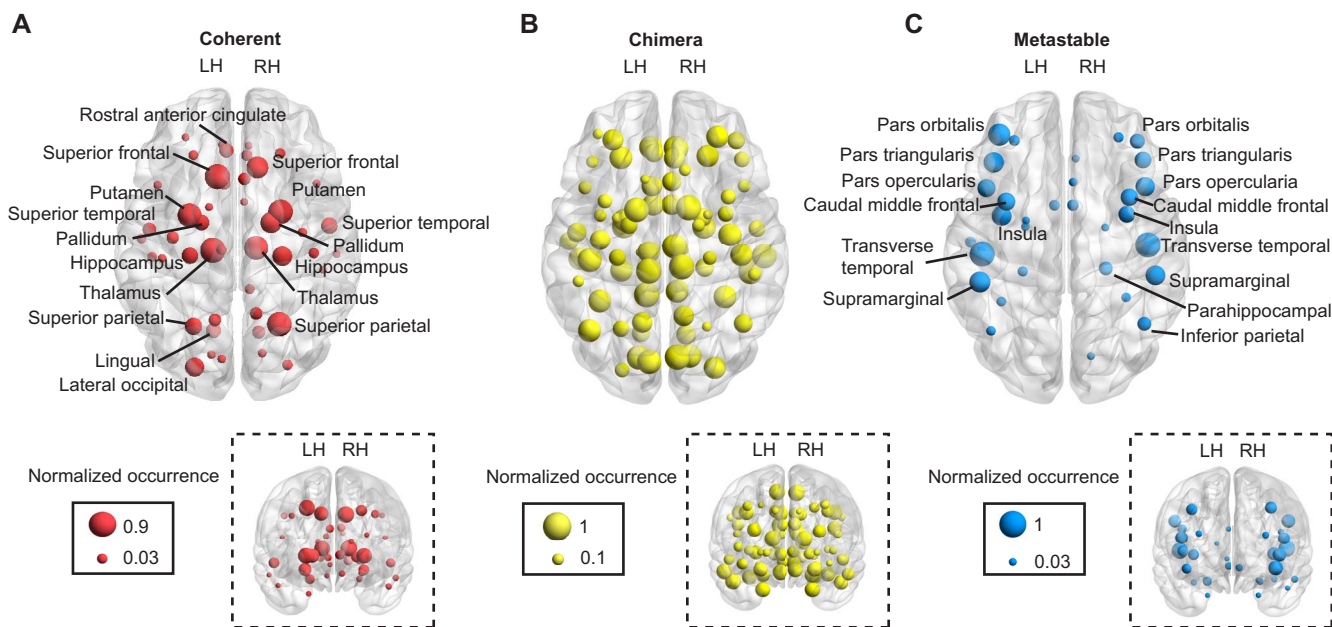 A
Coherent
LH
RH
Rostral anterior cingulate
Superior frontal
Superior frontal
Putamen
Putamen
Superior temporal
Superior temporal
Pallidum
Pallidum
Hippocampus
Hippocampus
Thalamus
Thalamus
Superior parietal
Superior parietal
Lingual
Lateral occipital
Normalized occurrence
0.9
0.03
LH
RH
B
Chimera
LH
RH
Normalized occurrence
1
0.1
LH
RH
C
Metastable
LH
RH
Pars orbitalis
Pars orbitalis
Pars triangularis
Pars triangularis
Pars opercularis
Pars opercularia
Caudal middle frontal
Caudal middle frontal
Insula
Insula
Transverse
temporal
Transverse temporal
Supramarginal
Supramarginal
Parahippocampal
Inferior parietal
Normalized occurrence
1
0.03
LH
RH